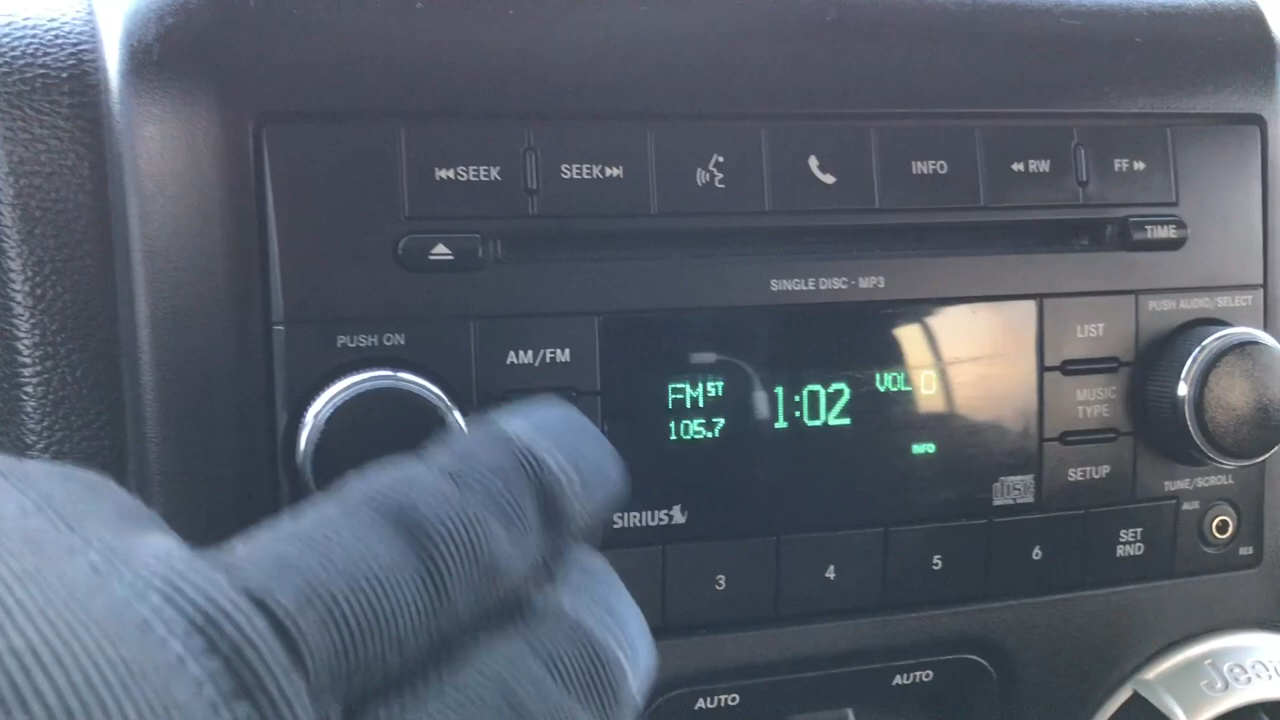 SEEK
SEEK
INFO
RW
FF
TIME
SINGLE DISC - MP3
PUSH ON
AM/FM
FM ST
105.7
1:02
VOL 0
INFO
LIST
MUSIC
TYPE
SETUP
PUSH AUDIO/SELECT
TUNE/SCROLL
AUX
SIRIUS
DISC
3
4
5
6
SET
RND
AUTO
AUTO
Jeep